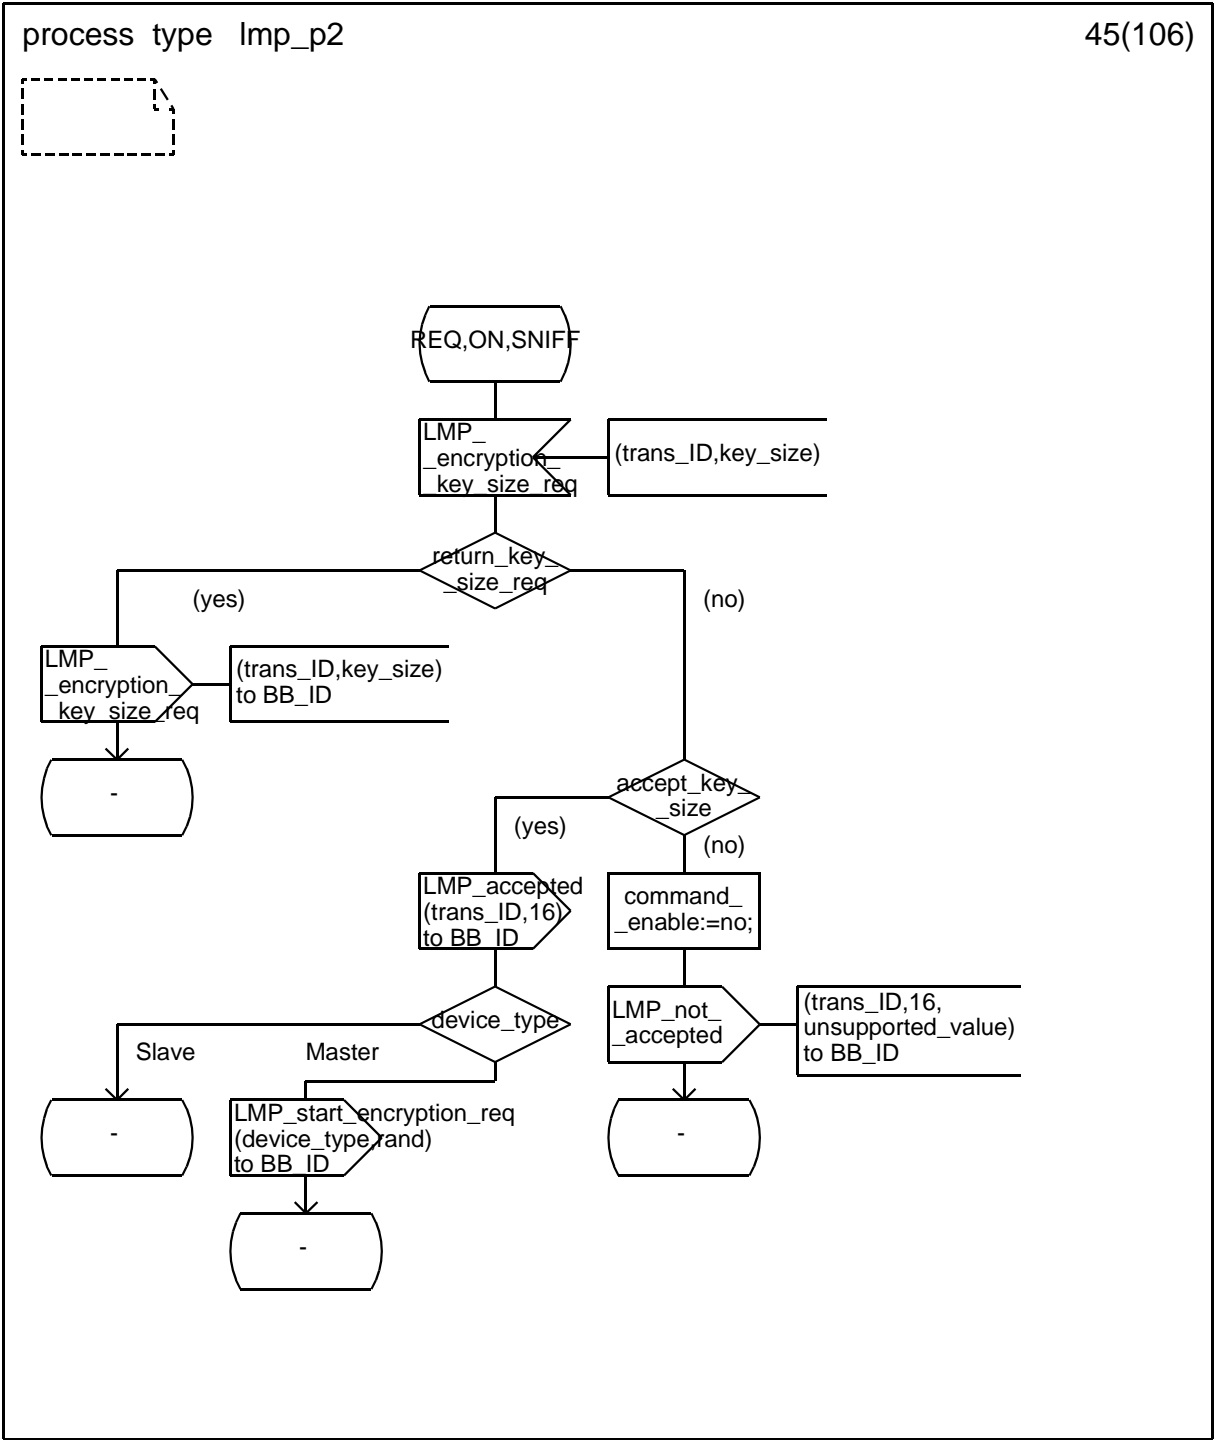 process type lmp_p2
45(106)
REQ,ON,SNIFF
LMP_
_encryption_
_key_size_req
(trans_ID,key_size)
return_key_
_size_req
(yes)
(no)
LMP_
_encryption_
_key_size_req
(trans_ID,key_size)
to BB_ID
-
accept_key_
_size
(yes)
(no)
LMP_accepted
(trans_ID,16)
to BB_ID
command_
_enable:=no;
device_type
LMP_not_
_accepted
(trans_ID,16,
unsupported_value)
to BB_ID
Slave
Master
-
LMP_start_encryption_req
(device_type,rand)
to BB_ID
-
-